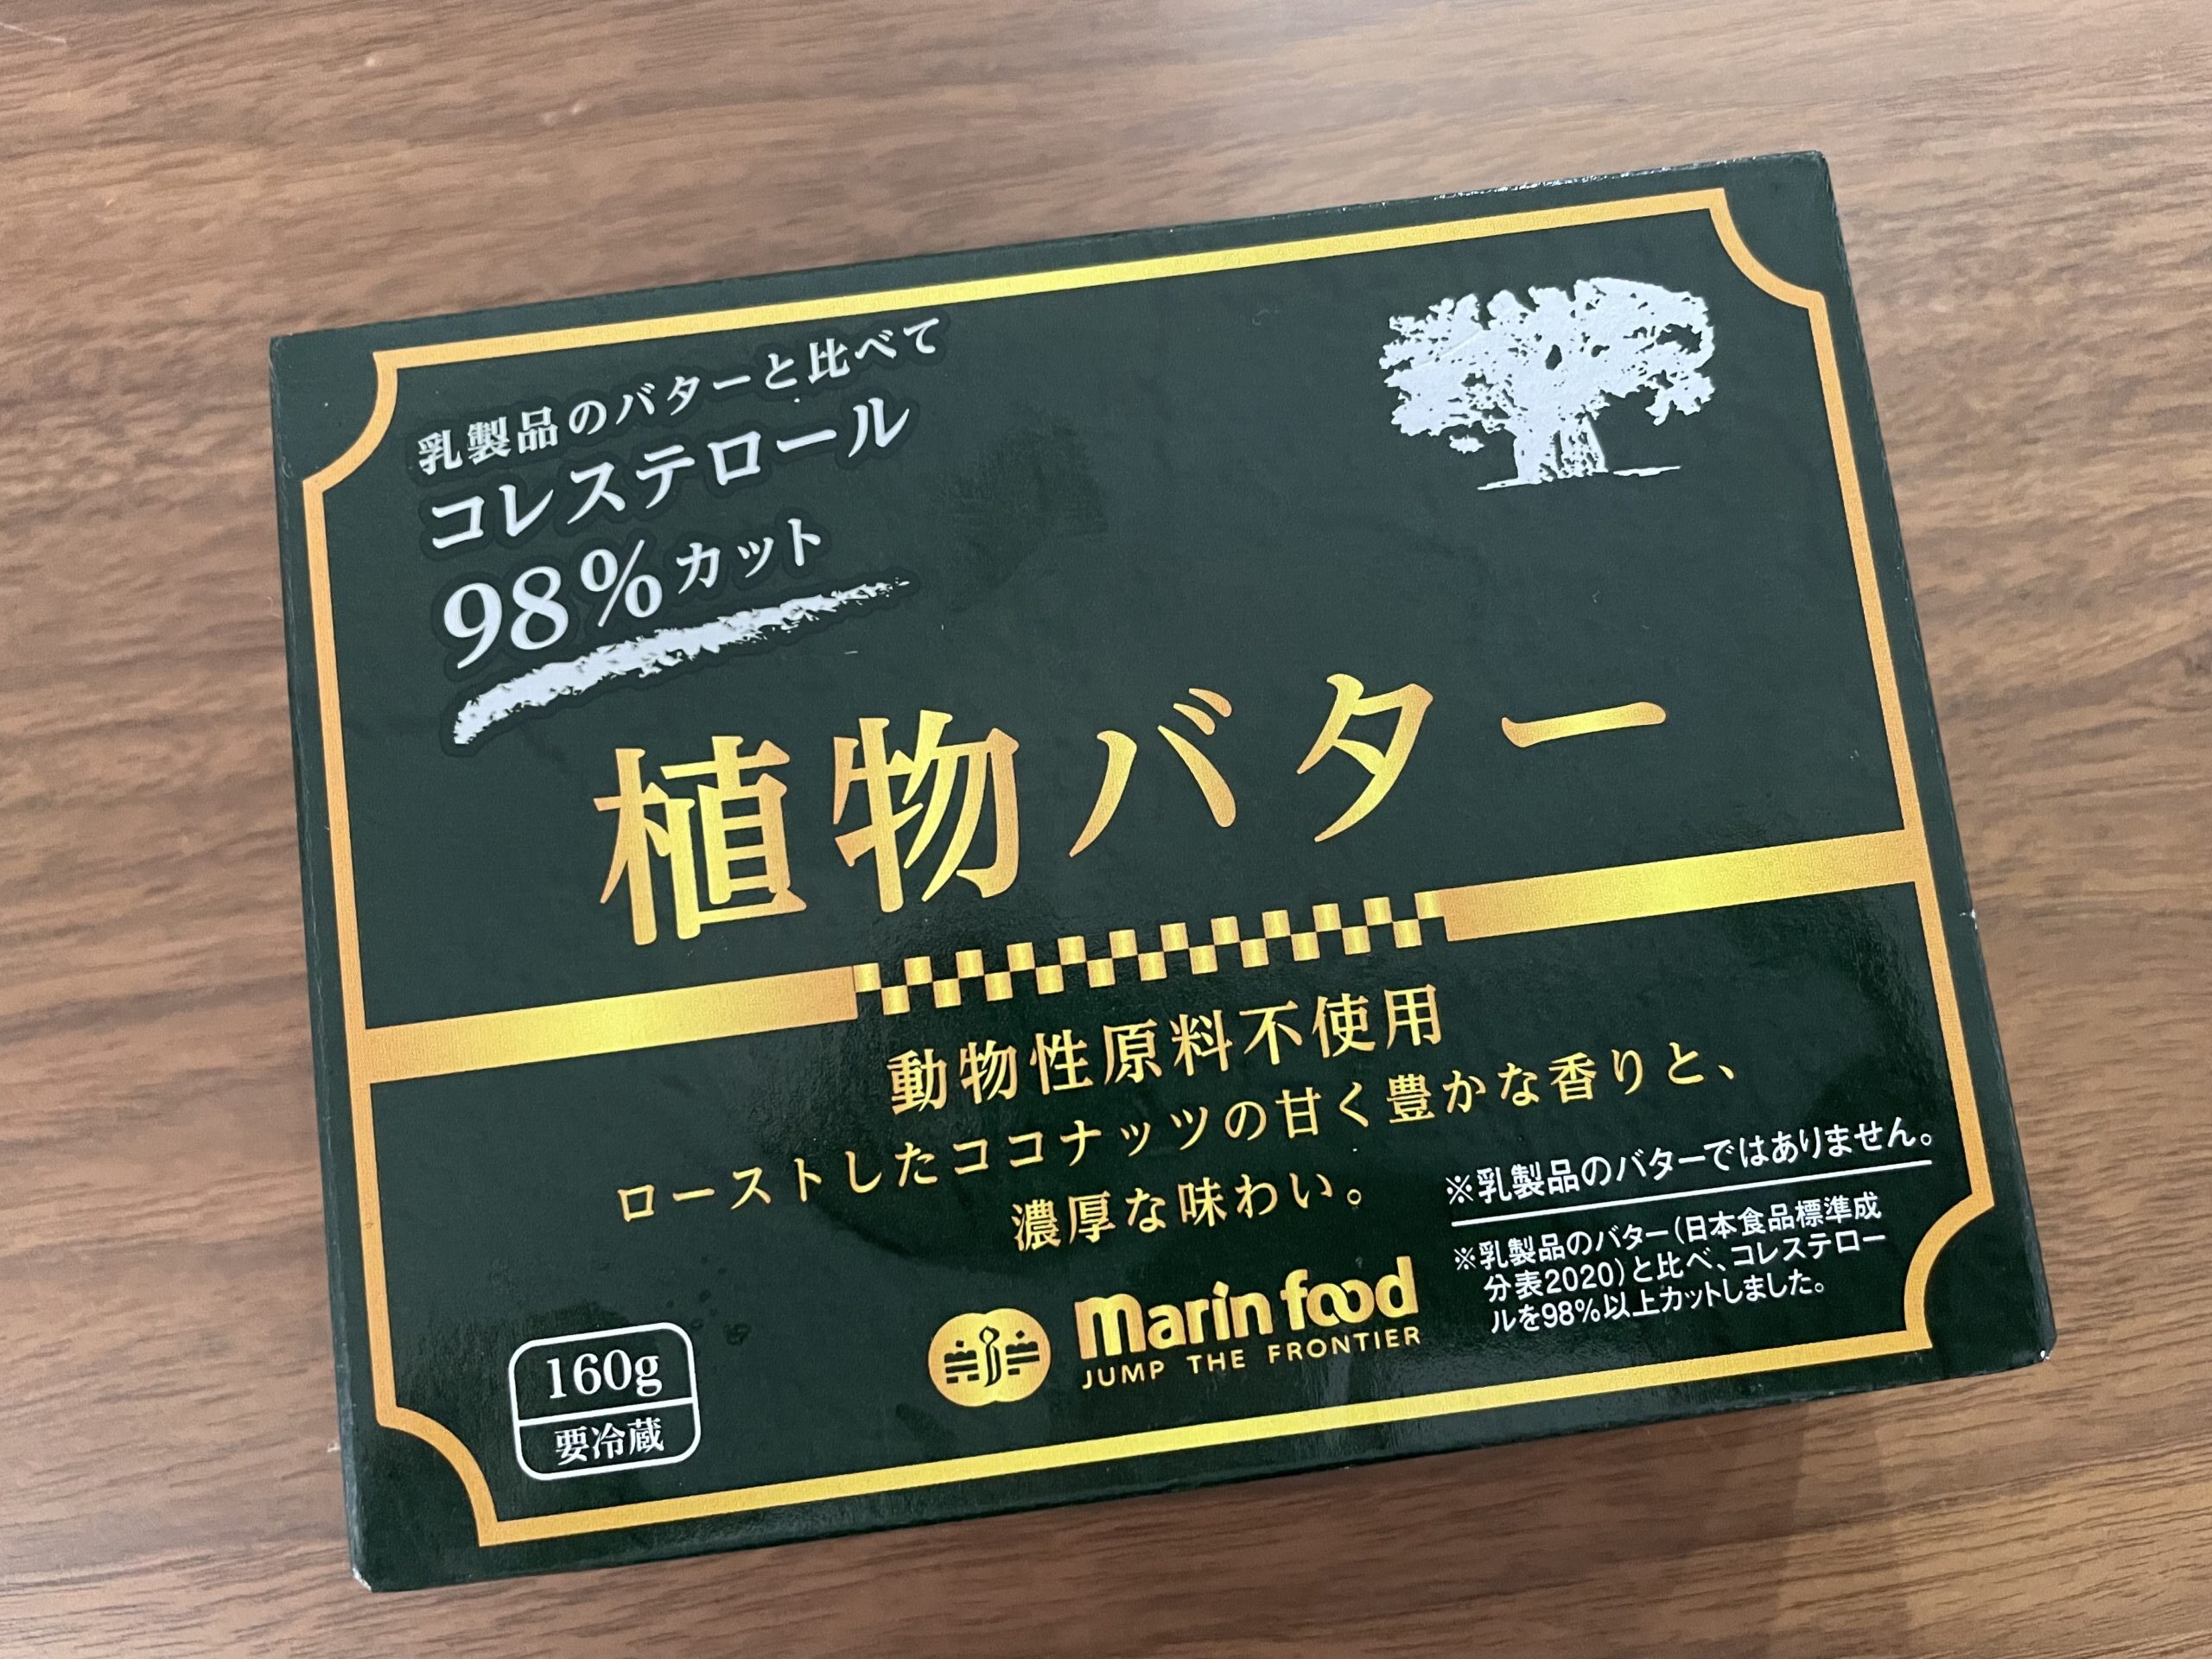 乳製品のバターと比べて
コレステロール
98%カット
植物バター
動物性原料不使用
ローストしたココナッツの甘く豊かな香りと、
濃厚な味わい。
※乳製品のバターではありません。
※乳製品のバター(日本食品標準成
分表2020)と比べ、コレステロー
ルを98%以上カットしました。
marin food
JUMP THE FRONTIER
160g
要冷蔵